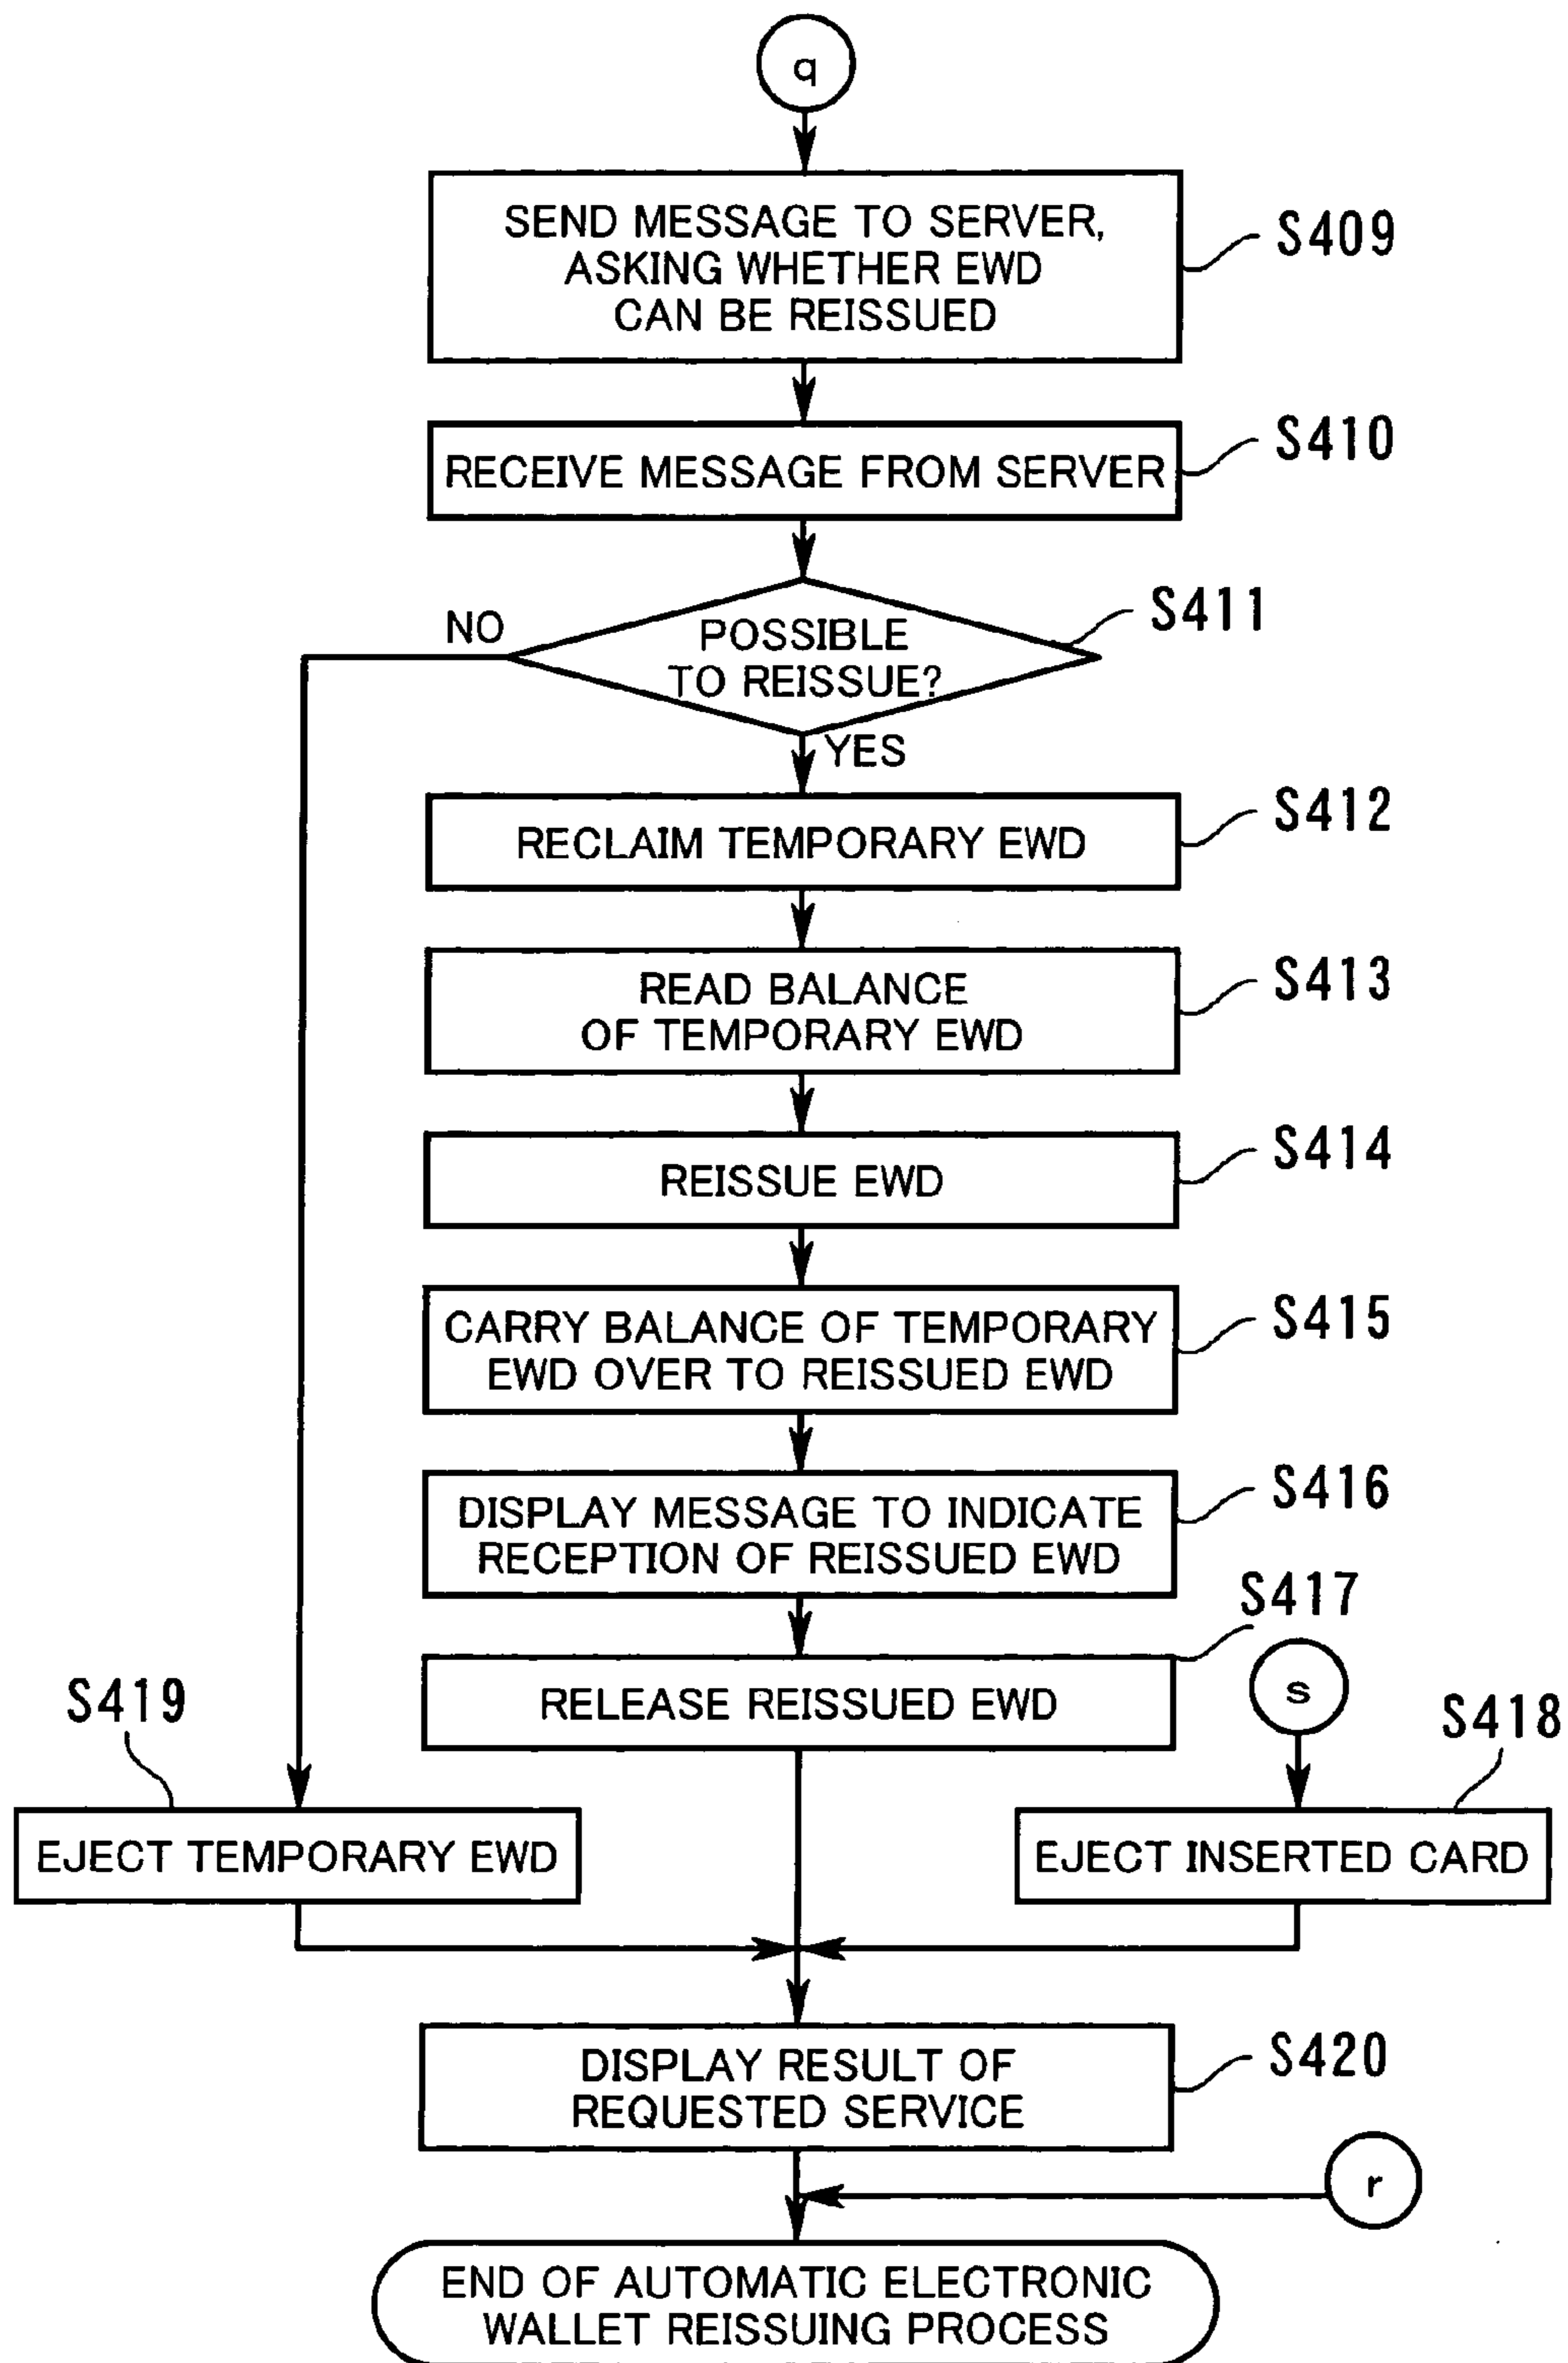 q
SEND MESSAGE TO SERVER,
ASKING WHETHER EWD
CAN BE REISSUED
S409
RECEIVE MESSAGE FROM SERVER
S410
POSSIBLE
TO REISSUE?
S411
NO
YES
RECLAIM TEMPORARY EWD
S412
READ BALANCE
OF TEMPORARY EWD
S413
REISSUE EWD
S414
CARRY BALANCE OF TEMPORARY
EWD OVER TO REISSUED EWD
S415
DISPLAY MESSAGE TO INDICATE
RECEPTION OF REISSUED EWD
S416
RELEASE REISSUED EWD
S417
s
S419
S418
EJECT TEMPORARY EWD
EJECT INSERTED CARD
DISPLAY RESULT OF
REQUESTED SERVICE
S420
r
END OF AUTOMATIC ELECTRONIC
WALLET REISSUING PROCESS